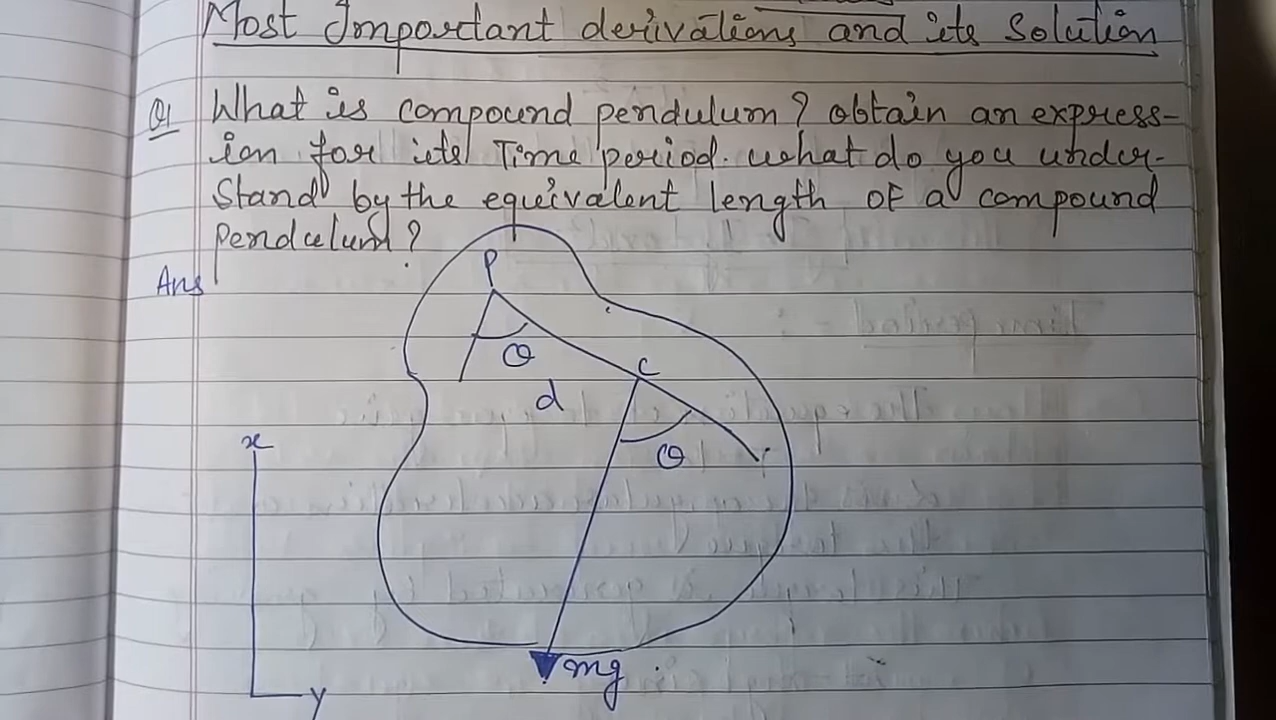 Most Important derivations and its Solution
Q1 What is compound pendulum? obtain an express-
ion for its Time period. what do you under-
Stand by the equivalent length of a compound
Pendulum?
Ans
P
θ
C
d
θ
x
mg
y